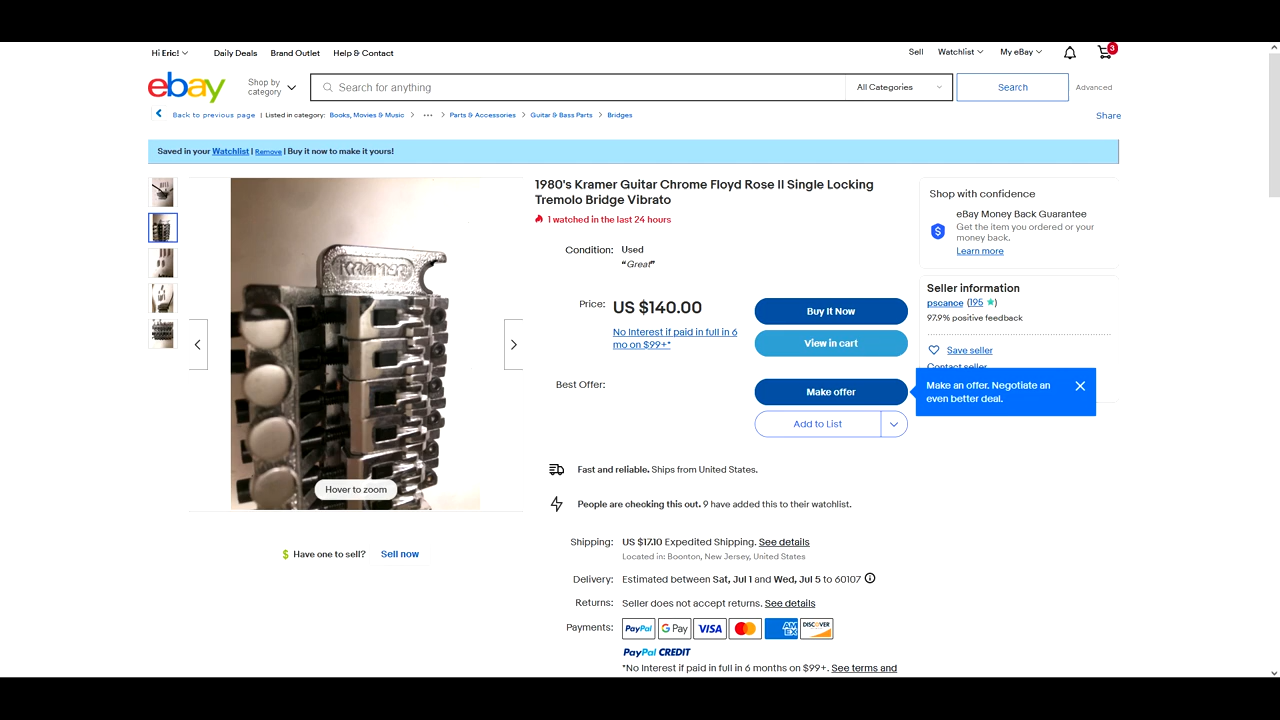 Hi Eric!
Daily Deals
Brand Outlet
Help & Contact
Sell
Watchlist
My eBay
3
ebay
Shop by category
Search for anything
All Categories
Search
Advanced
Back to previous page | Listed in category: Books, Movies & Music > ... > Parts & Accessories > Guitar & Bass Parts > Bridges
Share
Saved in your Watchlist | Remove | Buy it now to make it yours!
Kramer
Hover to zoom
$ Have one to sell? Sell now
1980's Kramer Guitar Chrome Floyd Rose II Single Locking
Tremolo Bridge Vibrato
1 watched in the last 24 hours
Condition: Used
“Great”
Price: US $140.00
No Interest if paid in full in 6
mo on $99+*
Buy It Now
View in cart
Best Offer:
Make offer
Add to List
Fast and reliable. Ships from United States.
People are checking this out. 9 have added this to their watchlist.
Shipping: US $17.10 Expedited Shipping. See details
Located in: Boonton, New Jersey, United States
Delivery: Estimated between Sat, Jul 1 and Wed, Jul 5 to 60107
Returns: Seller does not accept returns. See details
Payments: PayPal G Pay VISA AM EX DISCOVER
PayPal CREDIT
*No Interest if paid in full in 6 months on $99+. See terms and
Shop with confidence
eBay Money Back Guarantee
Get the item you ordered or your
money back.
Learn more
Seller information
pscance (195)
97.9% positive feedback
Save seller
Contact seller
Make an offer. Negotiate an
even better deal.